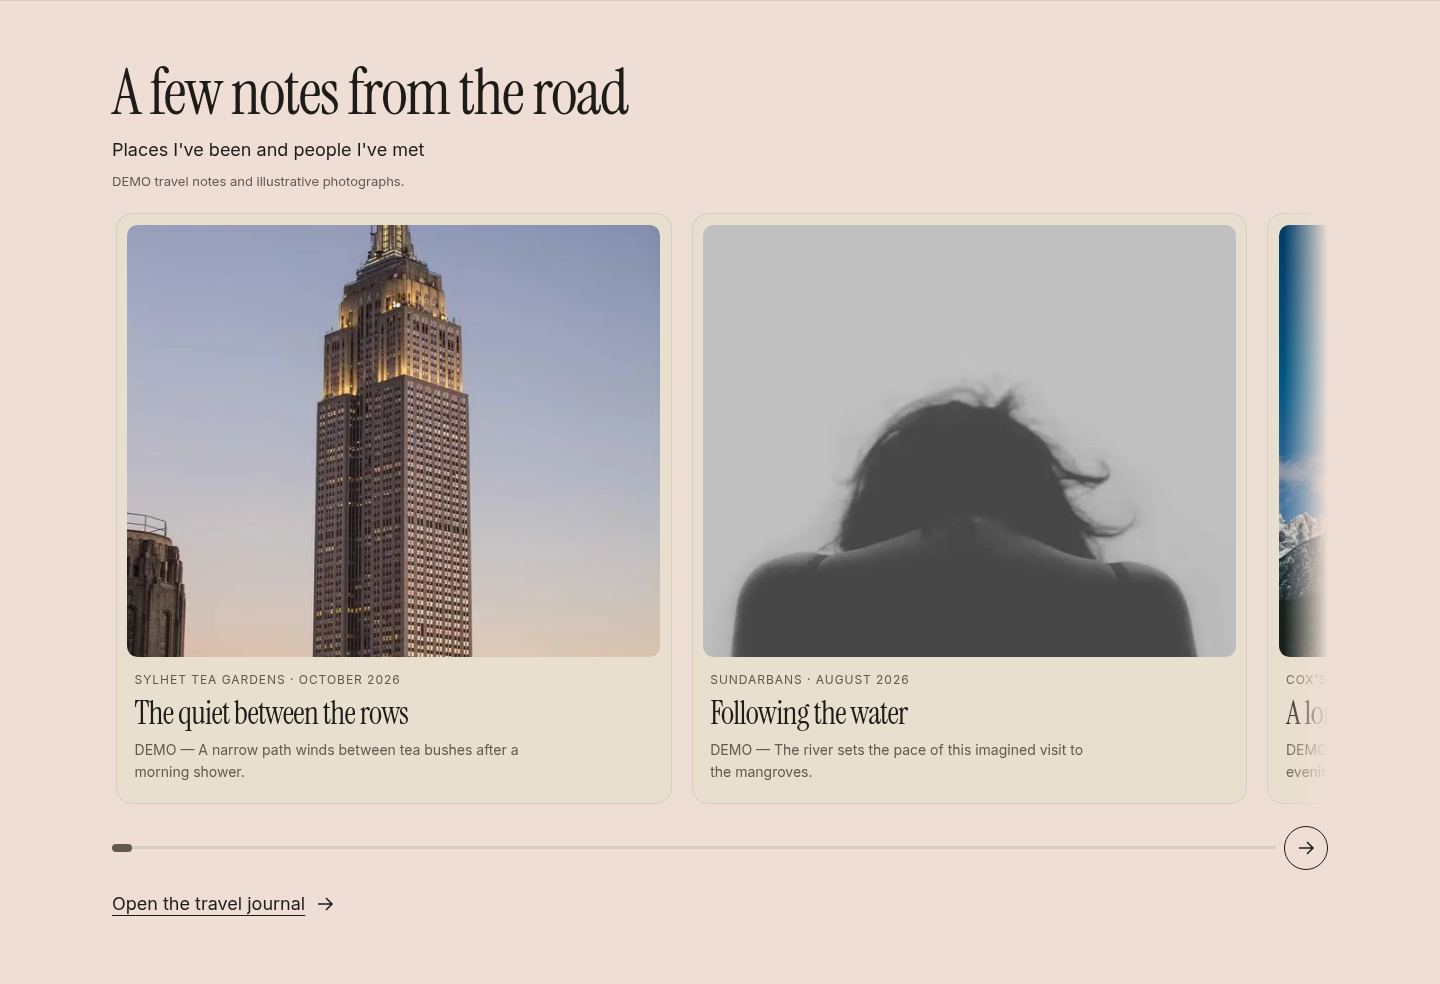 A few notes from the road
Places I've been and people I've met
DEMO travel notes and illustrative photographs.
SYLHET TEA GARDENS · OCTOBER 2026
The quiet between the rows
DEMO — A narrow path winds between tea bushes after a
morning shower.
SUNDARBANS · AUGUST 2026
Following the water
DEMO — The river sets the pace of this imagined visit to
the mangroves.
COX'S
A
DEMO
Open the travel journal